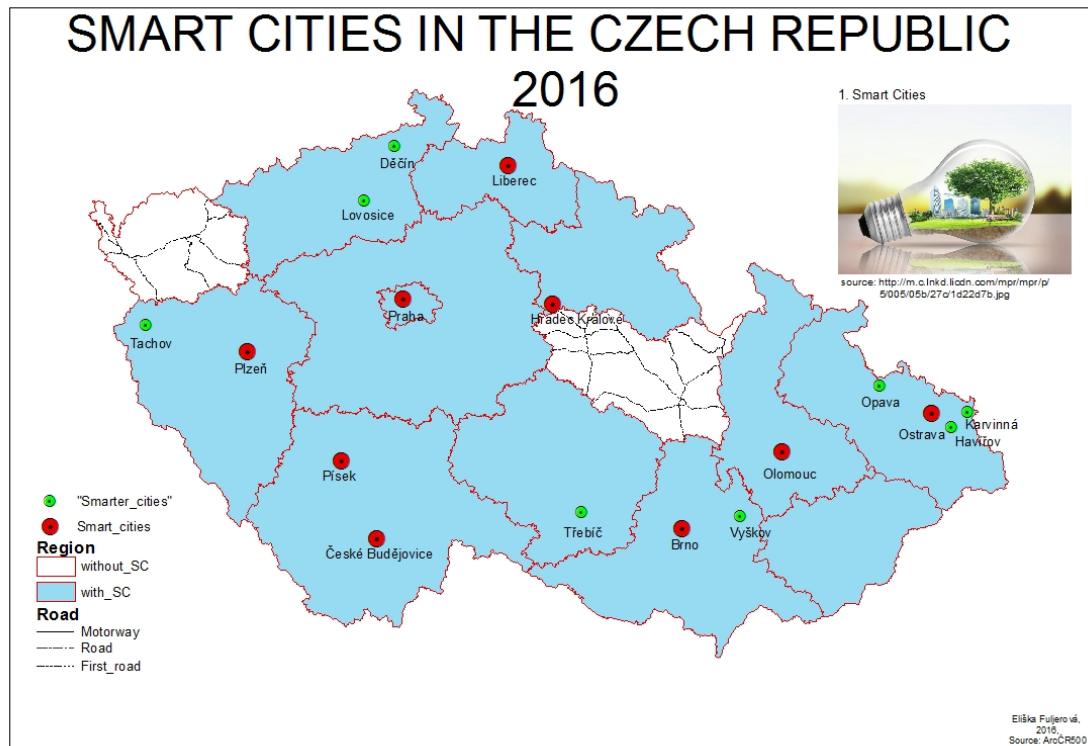 SMART CITIES IN THE CZECH REPUBLIC
2016
1. Smart Cities
source: http://m.c.lnkd.licdn.com/mpr/mpr/p/
5/005/05b/27c/1d22d7b.jpg
Děčín
Liberec
Lovosice
Praha
Hradec Králové
Tachov
Plzeň
Opava
Karvinná
Ostrava
Havířov
Písek
Olomouc
Třebíč
Vyškov
Brno
České Budějovice
"Smarter_cities"
Smart_cities
Region
without_SC
with_SC
Road
Motorway
Road
First_road
Eliška Fuljerová,
2016,
Source: ArcČR500